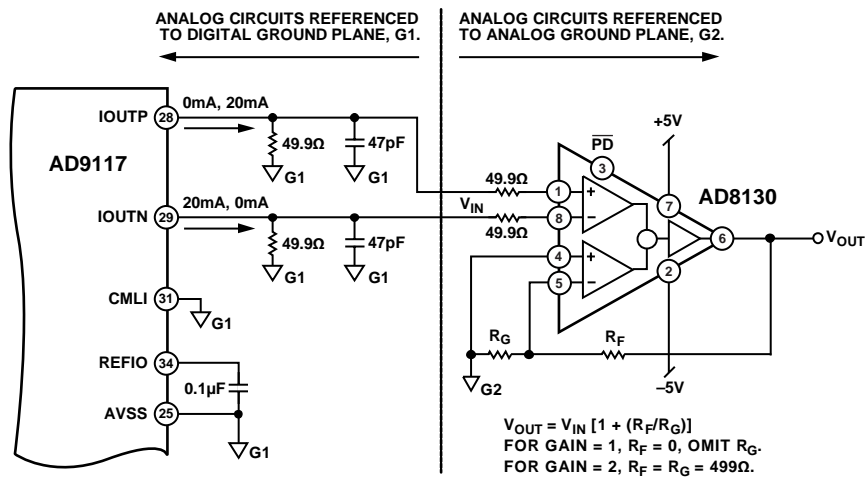 ANALOG CIRCUITS REFERENCED
TO DIGITAL GROUND PLANE, G1.
ANALOG CIRCUITS REFERENCED
TO ANALOG GROUND PLANE, G2.
AD9117
IOUTP 28
0mA, 20mA
49.9Ω
47pF
G1
G1
IOUTN 29
20mA, 0mA
49.9Ω
47pF
G1
G1
CMLI 31
G1
REFIO 34
0.1µF
AVSS 25
G1
49.9Ω
VIN
49.9Ω
PD
3
+5V
AD8130
1 +
8 −
4 +
5 −
7
6
2
VOUT
RG
RF
G2
−5V
VOUT = VIN [1 + (RF/RG)]
FOR GAIN = 1, RF = 0, OMIT RG.
FOR GAIN = 2, RF = RG = 499Ω.